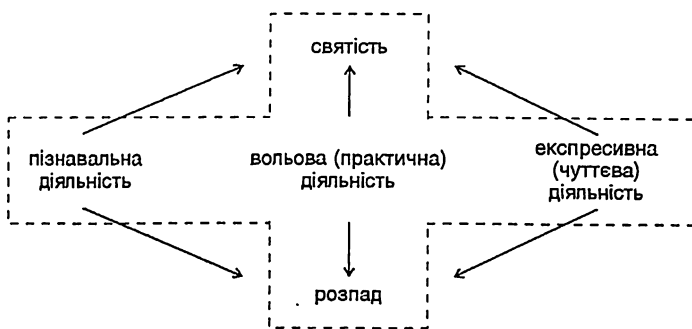 святість
пізнавальна
діяльність
вольова (практична)
діяльність
експресивна
(чуттєва)
діяльність
розпад